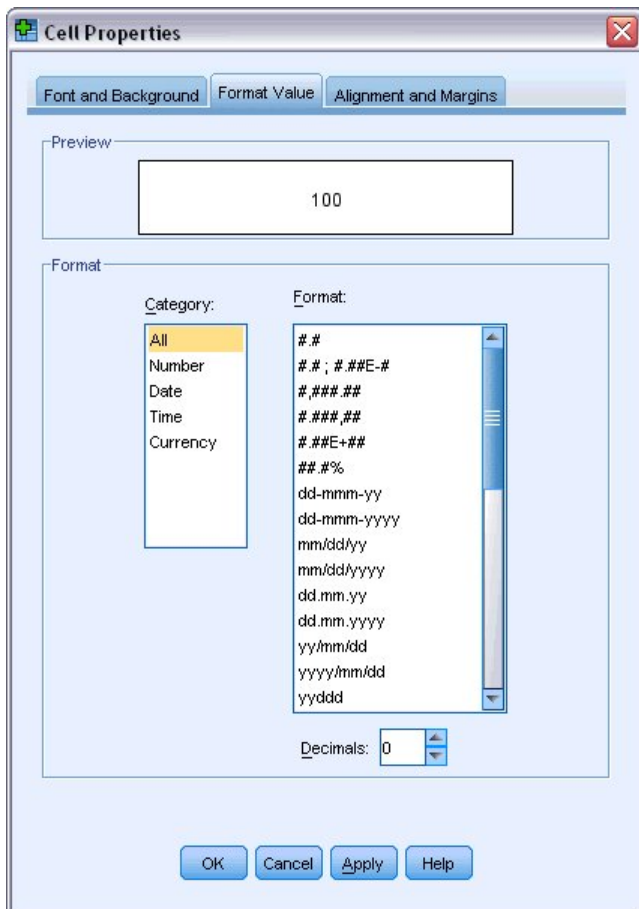 Cell Properties
Font and Background
Format Value
Alignment and Margins
Preview
100
Format
Category:
All
Number
Date
Time
Currency
Format:
#.#
#.# ; #.##E-#
#,###.##
#.###,##
#.##E+##
##.#%
dd-mmm-yy
dd-mmm-yyyy
mm/dd/yy
mm/dd/yyyy
dd.mm.yy
dd.mm.yyyy
yy/mm/dd
yyyy/mm/dd
yyddd
Decimals: 0
OK
Cancel
Apply
Help